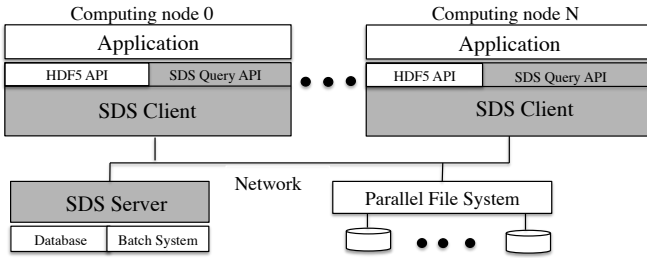 Computing node 0
Computing node N
Application
Application
HDF5 API
SDS Query API
HDF5 API
SDS Query API
SDS Client
SDS Client
Network
SDS Server
Parallel File System
Database
Batch System